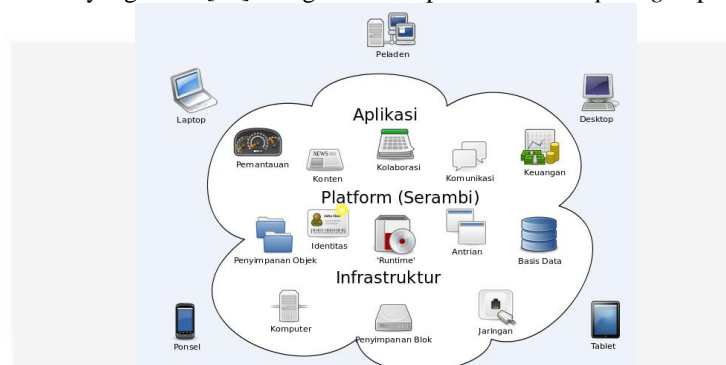 Peladen
Laptop
Desktop
Aplikasi
Pemantauan
NEWS
Konten
Kolaborasi
Komunikasi
Keuangan
Platform (Serambi)
Penyimpanan Objek
Identitas
'Runtime'
Antrian
Basis Data
Infrastruktur
Komputer
Penyimpanan Blok
Jaringan
Ponsel
Tablet